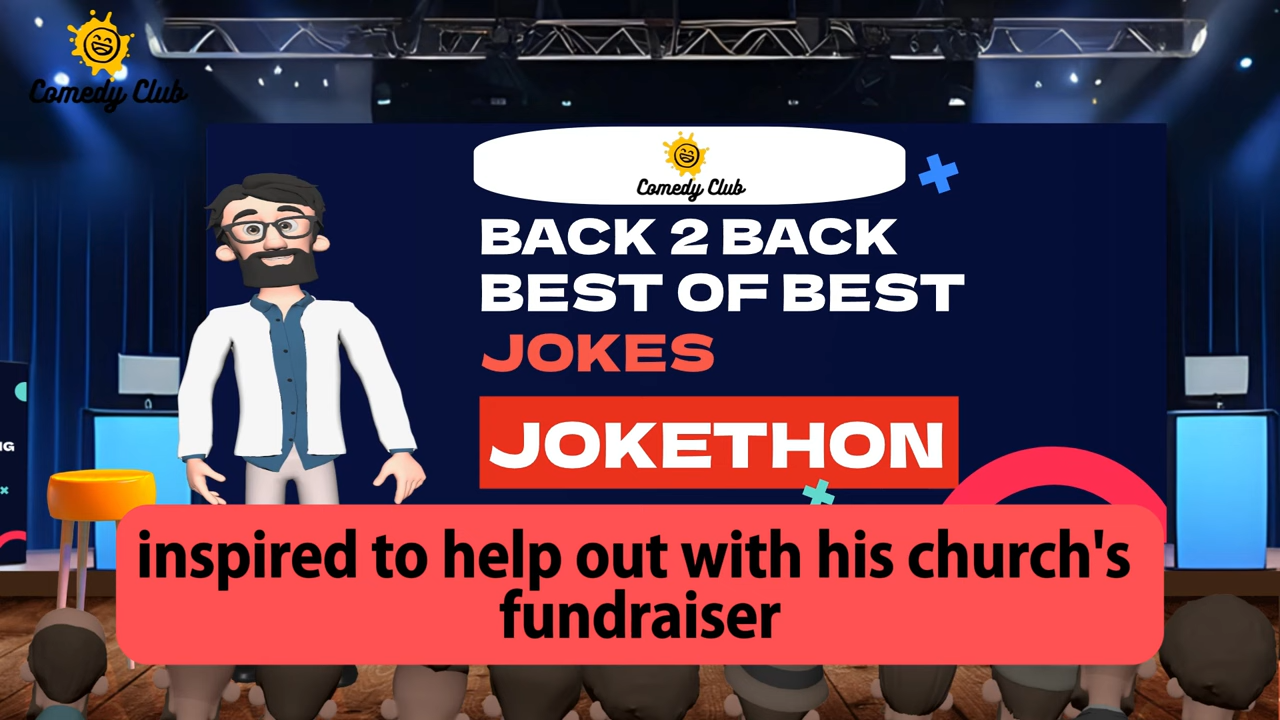 Comedy Club
Comedy Club
BACK 2 BACK
BEST OF BEST
JOKES
JOKETHON
inspired to help out with his church's
fundraiser